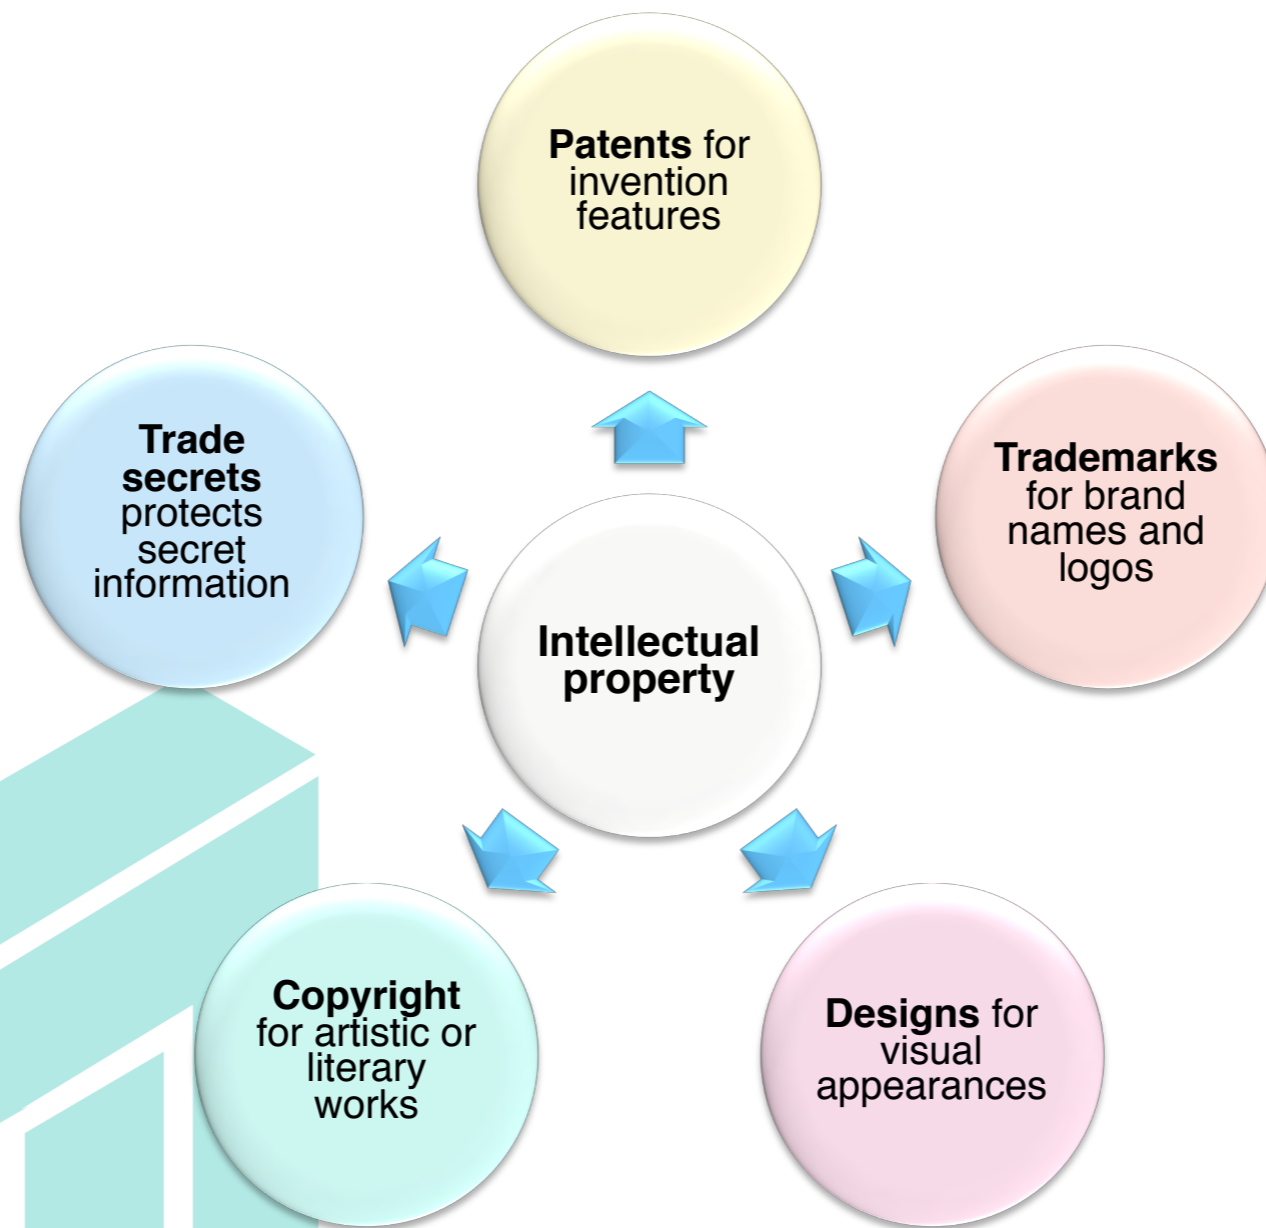 Patents for
invention
features
Trademarks
for brand
names and
logos
Designs for
visual
appearances
Copyright
for artistic or
literary
works
Trade
secrets
protects
secret
information
Intellectual
property